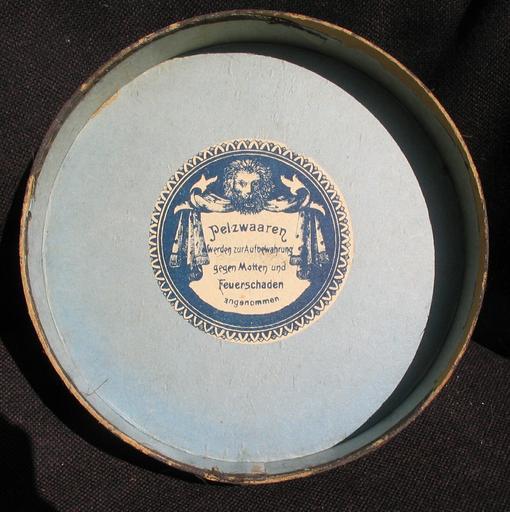 Pelzwaaren
werden zur Aufbewahrung
gegen Motten und
Feuerschaden
angenommen